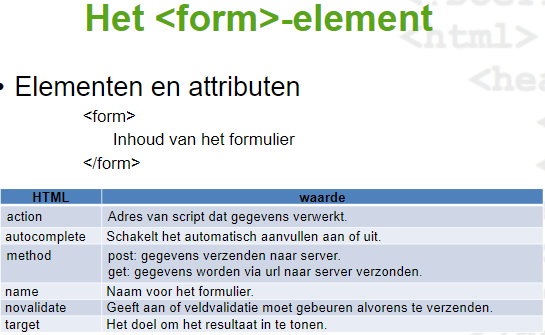 Het <form>-element
<html>
<hea
• Elementen en attributen
<form>
Inhoud van het formulier
</form>
HTML waarde
action Adres van script dat gegevens verwerkt.
autocomplete Schakelt het automatisch aanvullen aan of uit.
method post: gegevens verzenden naar server.
get: gegevens worden via url naar server verzonden.
name Naam voor het formulier.
novalidate Geeft aan of veldvalidatie moet gebeuren alvorens te verzenden.
target Het doel om het resultaat in te tonen.